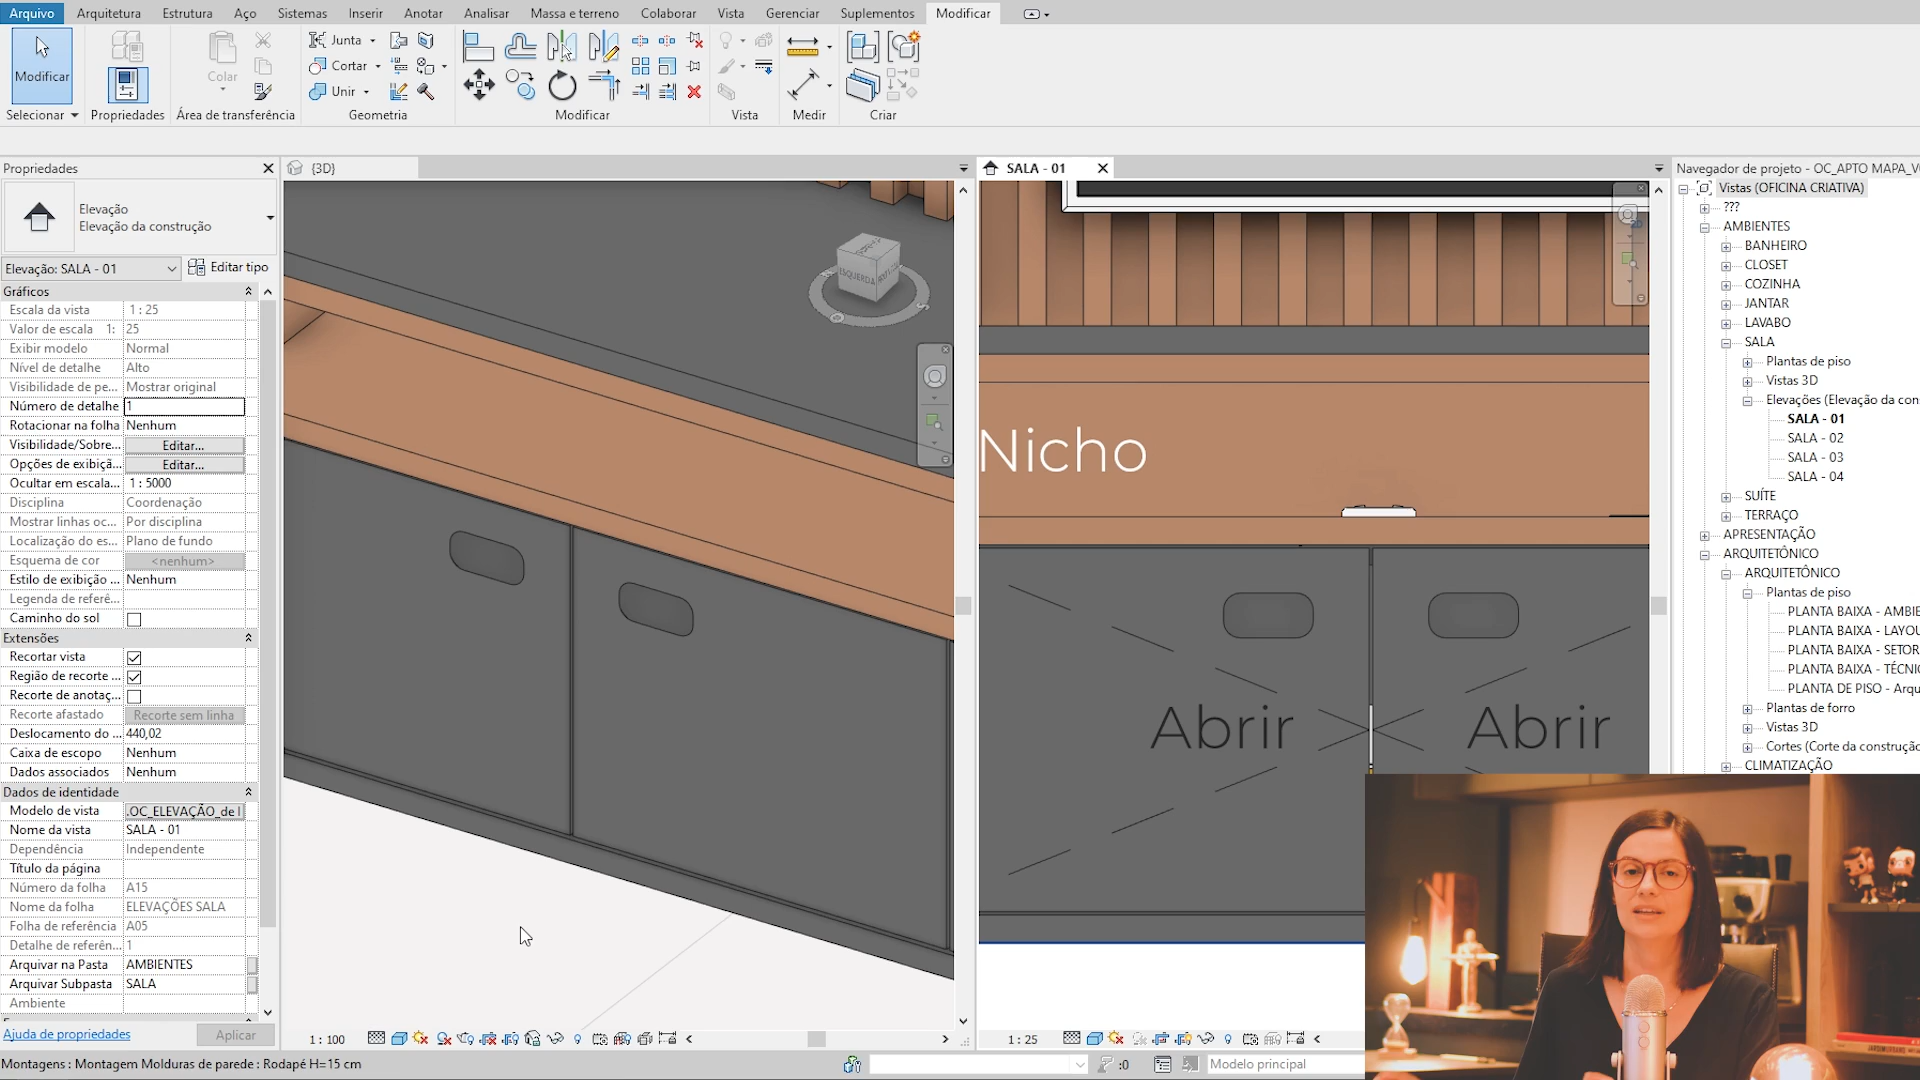 Arquivo Arquitetura Estrutura Aço Sistemas Inserir Anotar Analisar Massa e terreno Colaborar Vista Gerenciar Suplementos Modificar
Modificar
Colar
Junta
Cortar
Unir
Selecionar Propriedades Área de transferência Geometria Modificar Vista Medir Criar
Propriedades
Elevação
Elevação da construção
Elevação: SALA - 01 Editar tipo
Gráficos
Escala da vista 1 : 25
Valor de escala 1: 25
Exibir modelo Normal
Nível de detalhe Alto
Visibilidade de pe... Mostrar original
Número de detalhe 1
Rotacionar na folha Nenhum
Visibilidade/Sobre... Editar...
Opções de exibiçã... Editar...
Ocultar em escala... 1 : 5000
Disciplina Coordenação
Mostrar linhas oc... Por disciplina
Localização do es... Plano de fundo
Esquema de cor <nenhum>
Estilo de exibição ... Nenhum
Legenda de referê...
Caminho do sol
Extensões
Recortar vista
Região de recorte ...
Recorte de anotaç...
Recorte afastado Recorte sem linha
Deslocamento do ... 440,02
Caixa de escopo Nenhum
Dados associados Nenhum
Dados de identidade
Modelo de vista .OC_ELEVAÇÃO_de I
Nome da vista SALA - 01
Dependência Independente
Título da página
Número da folha A15
Nome da folha ELEVAÇÕES SALA
Folha de referência A05
Detalhe de referên... 1
Arquivar na Pasta AMBIENTES
Arquivar Subpasta SALA
Ambiente
Ajuda de propriedades Aplicar
{3D}
ESQUERDA
1 : 100
SALA - 01
Nicho
Abrir Abrir
1 : 25
Navegador de projeto - OC_APTO MAPA_V
Vistas (OFICINA CRIATIVA)
???
AMBIENTES
BANHEIRO
CLOSET
COZINHA
JANTAR
LAVABO
SALA
Plantas de piso
Vistas 3D
Elevações (Elevação da con
SALA - 01
SALA - 02
SALA - 03
SALA - 04
SUÍTE
TERRAÇO
APRESENTAÇÃO
ARQUITETÔNICO
ARQUITETÔNICO
Plantas de piso
PLANTA BAIXA - AMBIE
PLANTA BAIXA - LAYOU
PLANTA BAIXA - SETOR
PLANTA BAIXA - TÉCNI
PLANTA DE PISO - Arqu
Plantas de forro
Vistas 3D
Cortes (Corte da construçã
CLIMATIZAÇÃO
Montagens : Montagem Molduras de parede : Rodapé H=15 cm
:0 Modelo principal